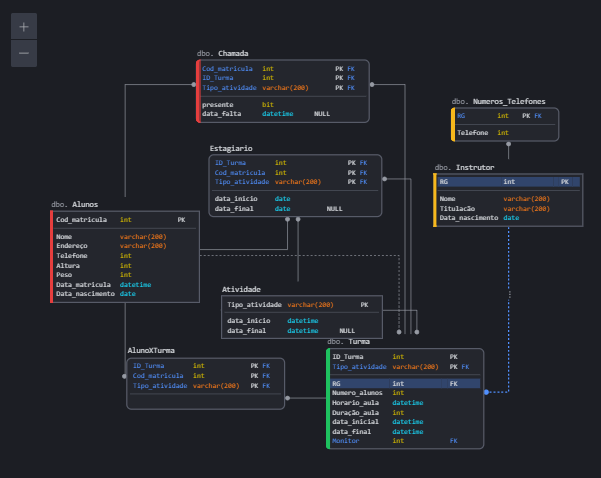 +
−
dbo. Chamada
Cod_matricula int PK FK
ID_Turma int PK FK
Tipo_atividade varchar(200) PK FK
presente bit
data_falta datetime NULL
dbo. Numeros_Telefones
RG int PK FK
Telefone int
Estagiario
ID_Turma int PK FK
Cod_matricula int PK FK
Tipo_atividade varchar(200) PK FK
data_inicio date
data_final date NULL
dbo. Instrutor
RG int PK
Nome varchar(200)
Titulacão varchar(200)
Data_nascimento date
dbo. Alunos
Cod_matricula int PK
Nome varchar(200)
Endereço varchar(200)
Telefone int
Altura int
Peso int
Data_matricula datetime
Data_nascimento date
Atividade
Tipo_atividade varchar(200) PK
data_inicio datetime
data_final datetime NULL
AlunoXTurma
ID_Turma int PK FK
Cod_matricula int PK FK
Tipo_atividade varchar(200) PK FK
dbo. Turma
ID_Turma int PK
Tipo_atividade varchar(200) PK FK
RG int FK
Numero_alunos int
Horario_aula datetime
Duração_aula int
data_inicial datetime
data_final datetime
Monitor int FK